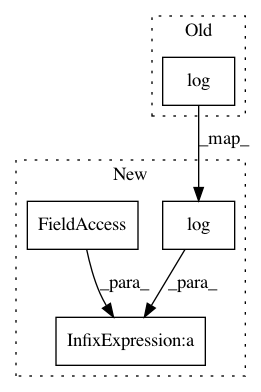 Old
log
_map_
New
FieldAccess
log
_para_
_para_
InfixExpression:a